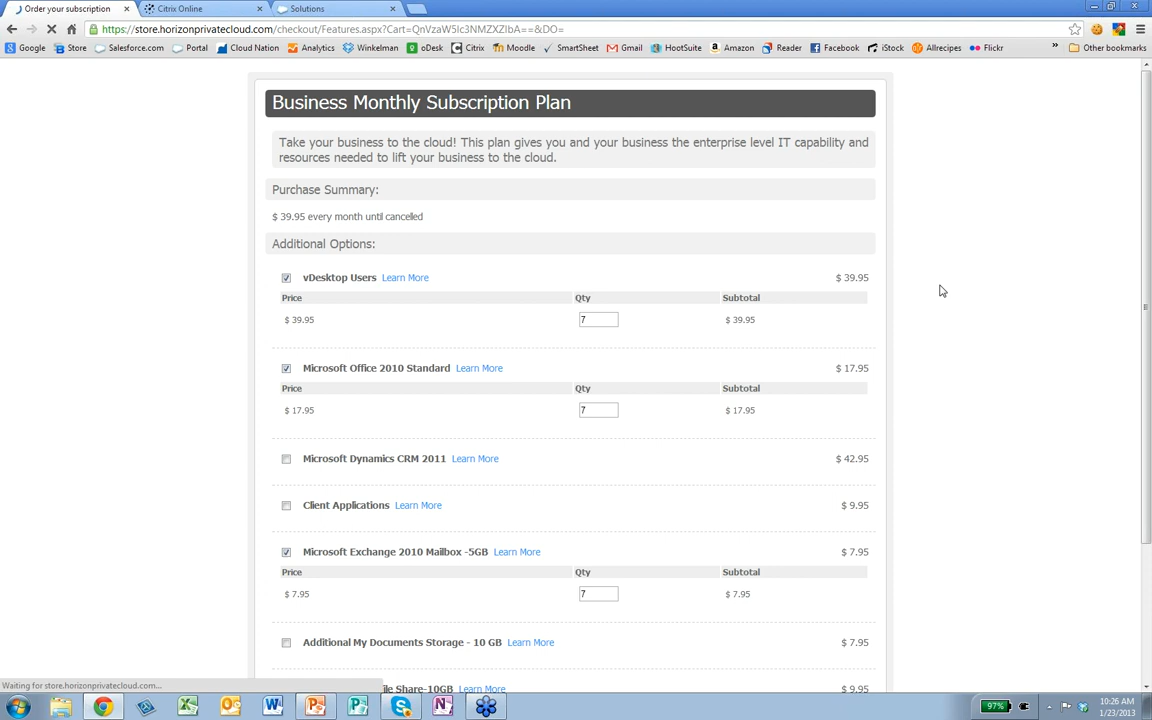 Order your subscription
Citrix Online
Solutions
https://store.horizonprivatecloud.com/checkout/Features.aspx?Cart=QnVzaW5lc3NMZXZlbA==&DO=
Google Store Salesforce.com Portal Cloud Nation Analytics Winkelman oDesk Citrix Moodle SmartSheet Gmail HootSuite Amazon Reader Facebook iStock Allrecipes Flickr » Other bookmarks
Business Monthly Subscription Plan
Take your business to the cloud! This plan gives you and your business the enterprise level IT capability and
resources needed to lift your business to the cloud.
Purchase Summary:
$ 39.95 every month until cancelled
Additional Options:
vDesktop Users Learn More $ 39.95
Price Qty Subtotal
$ 39.95 7 $ 39.95
Microsoft Office 2010 Standard Learn More $ 17.95
Price Qty Subtotal
$ 17.95 7 $ 17.95
Microsoft Dynamics CRM 2011 Learn More $ 42.95
Client Applications Learn More $ 9.95
Microsoft Exchange 2010 Mailbox -5GB Learn More $ 7.95
Price Qty Subtotal
$ 7.95 7 $ 7.95
Additional My Documents Storage - 10 GB Learn More $ 7.95
Share-10GB Learn More $ 9.95
Waiting for store.horizonprivatecloud.com...
97%
10:26 AM
1/23/2013